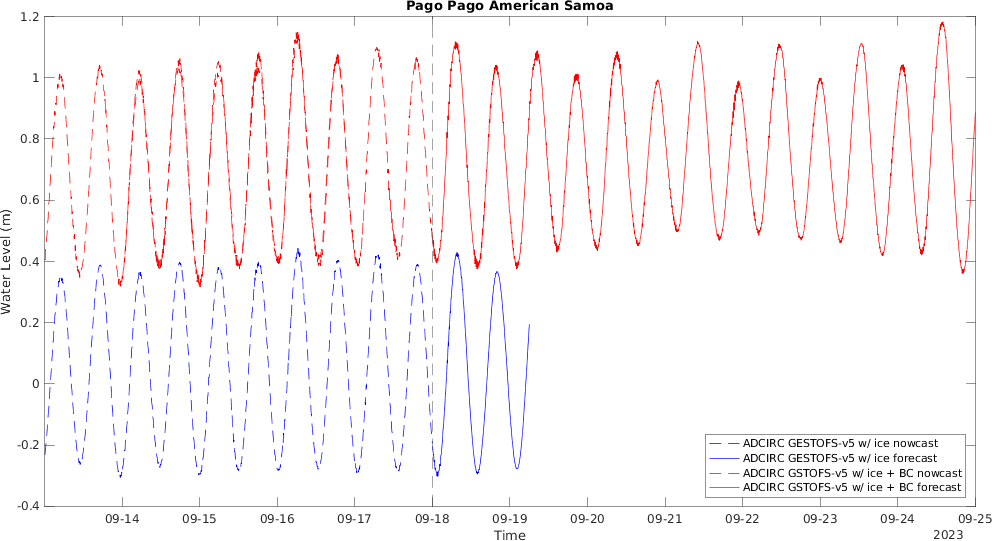 Pago Pago American Samoa
1.2
1
0.8
0.6
0.4
0.2
0
-0.2
-0.4
Water Level (m)
09-14 09-15 09-16 09-17 09-18 09-19 09-20 09-21 09-22 09-23 09-24 09-25
Time
2023
ADCIRC GESTOFS-v5 w/ ice nowcast
ADCIRC GESTOFS-v5 w/ ice forecast
ADCIRC GSTOFS-v5 w/ ice + BC nowcast
ADCIRC GSTOFS-v5 w/ ice + BC forecast